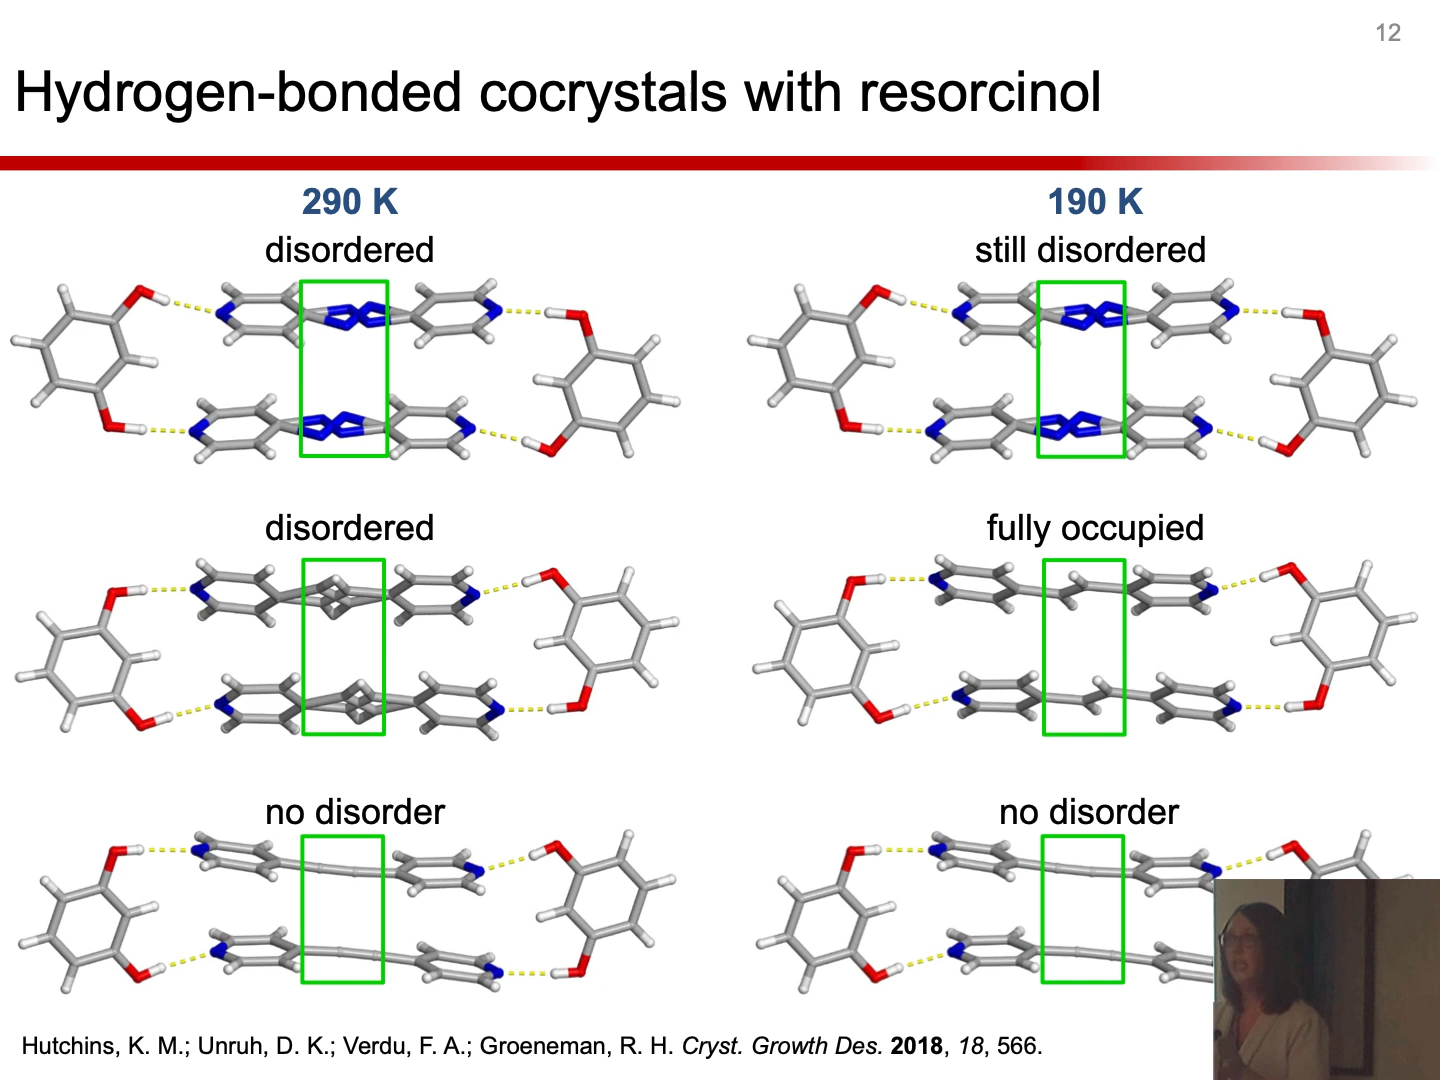 12
Hydrogen-bonded cocrystals with resorcinol
290 K
190 K
disordered
still disordered
disordered
fully occupied
no disorder
no disorder
Hutchins, K. M.; Unruh, D. K.; Verdu, F. A.; Groeneman, R. H. Cryst. Growth Des. 2018, 18, 566.